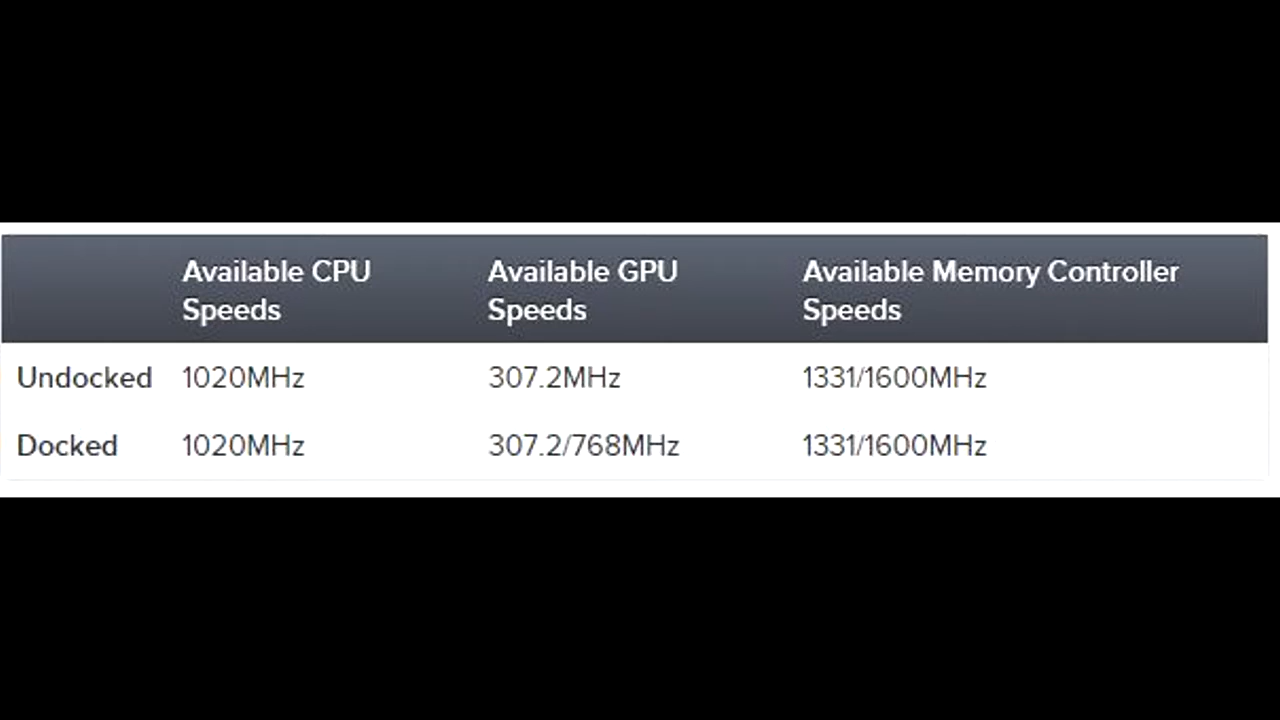 Available CPU Speeds
Available GPU Speeds
Available Memory Controller Speeds
Undocked 1020MHz 307.2MHz 1331/1600MHz
Docked 1020MHz 307.2/768MHz 1331/1600MHz